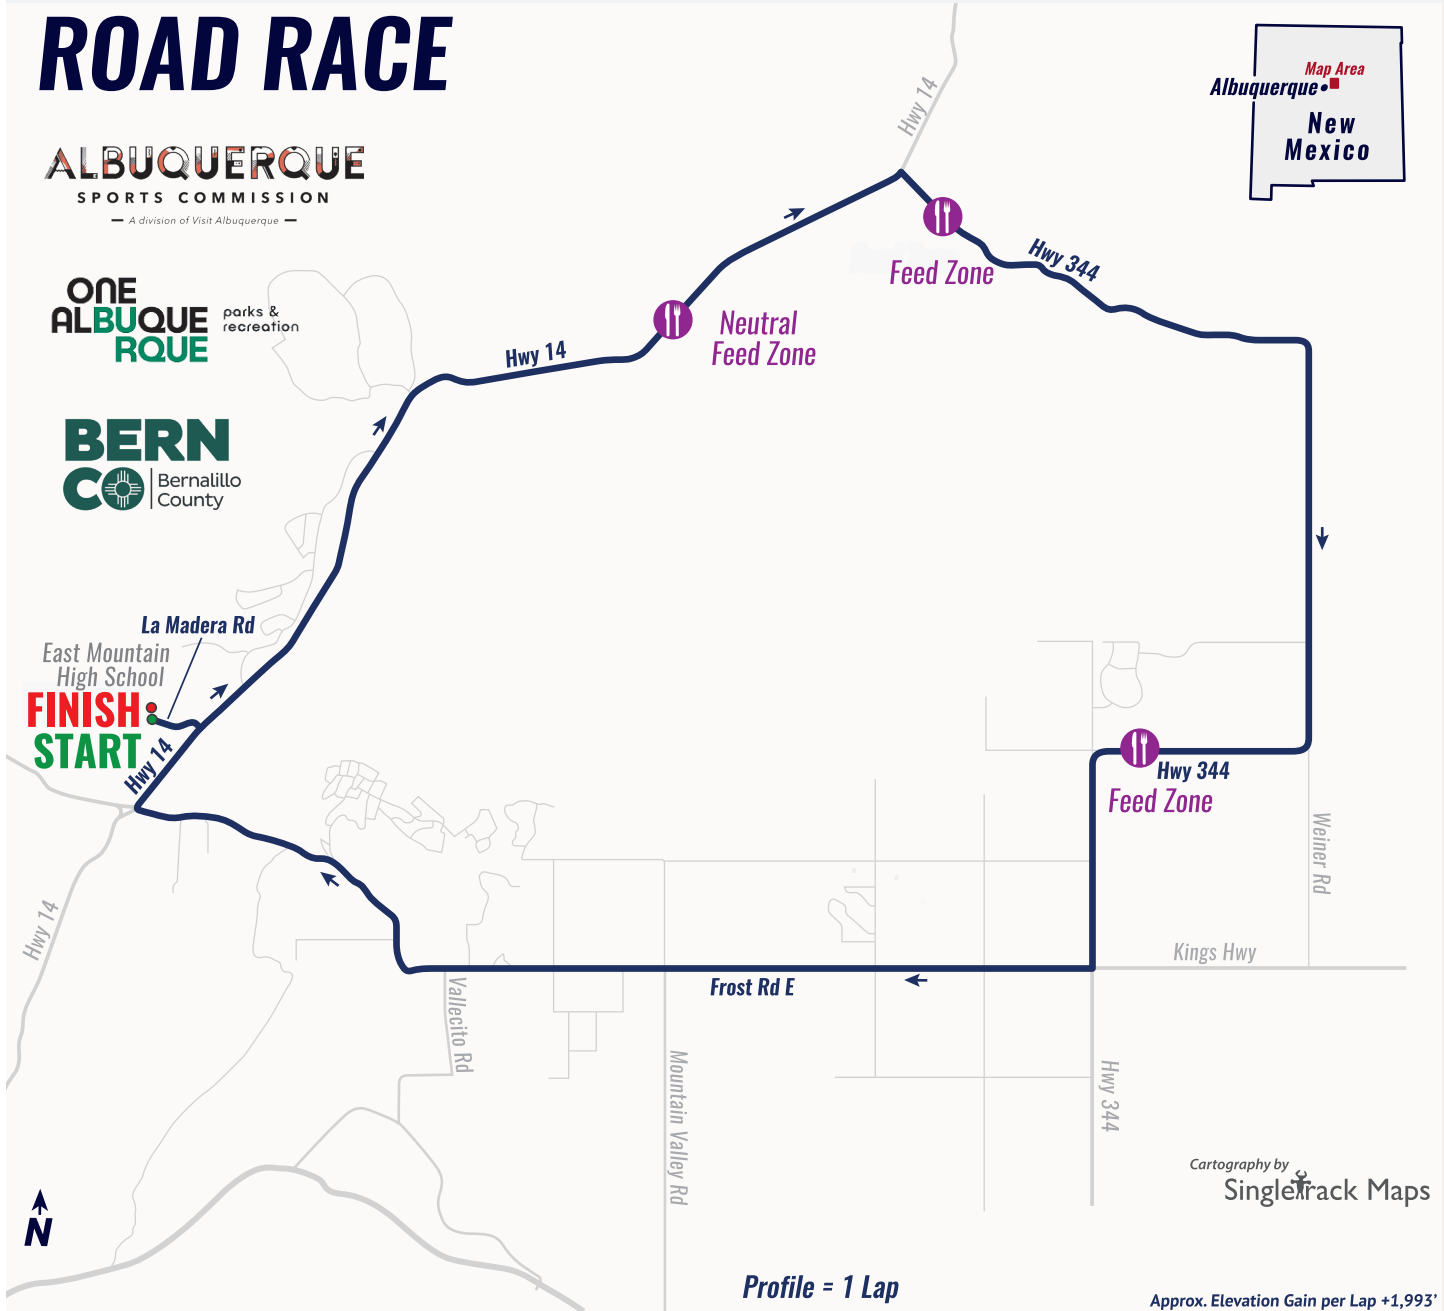 ROAD RACE
ALBUQUERQUE
SPORTS COMMISSION
A division of Visit Albuquerque
ONE
ALBUQUE
RQUE
parks &
recreation
BERN
CO
Bernalillo
County
Map Area
Albuquerque
New
Mexico
Hwy 14
Feed Zone
Hwy 344
Neutral
Feed Zone
Hwy 14
La Madera Rd
East Mountain
High School
FINISH
START
Hwy 14
Hwy 344
Feed Zone
Weiner Rd
Hwy 14
Kings Hwy
Frost Rd E
Vallecito Rd
Mountain Valley Rd
Hwy 344
Cartography by
Singletrack Maps
N
Profile = 1 Lap
Approx. Elevation Gain per Lap +1,993’